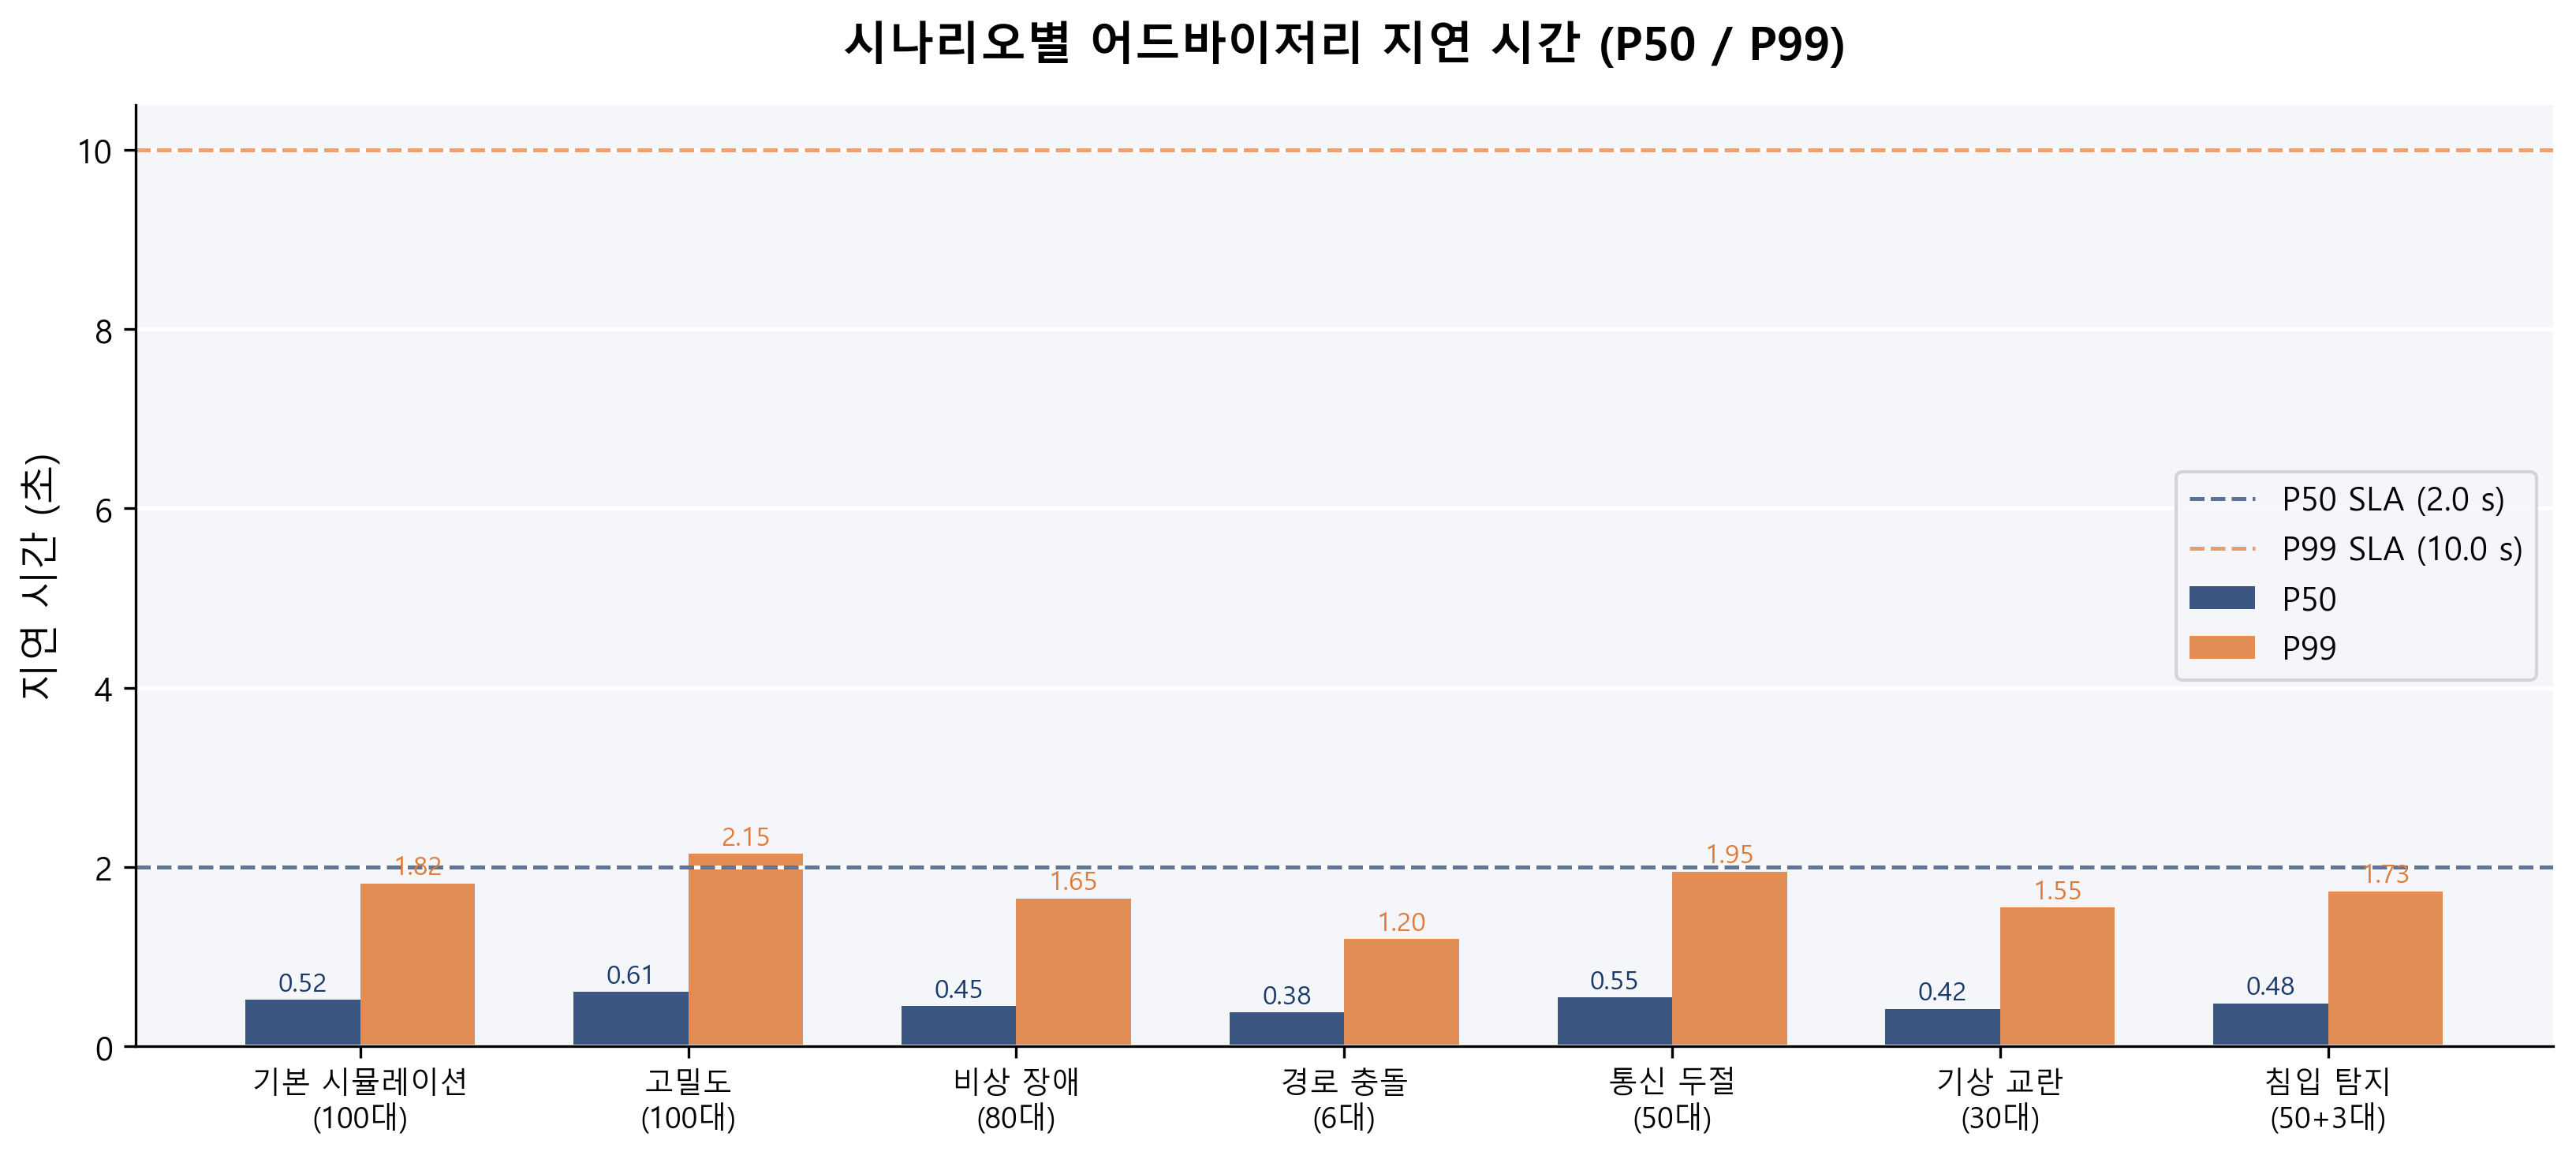 시나리오별 어드바이저리 지연 시간 (P50 / P99)
지연 시간 (초)
10
8
6
4
2
0
P50 SLA (2.0 s)
P99 SLA (10.0 s)
P50
P99
0.52
1.82
0.61
2.15
0.45
1.65
0.38
1.20
0.55
1.95
0.42
1.55
0.48
1.73
기본 시뮬레이션
(100대)
고밀도
(100대)
비상 장애
(80대)
경로 충돌
(6대)
통신 두절
(50대)
기상 교란
(30대)
침입 탐지
(50+3대)